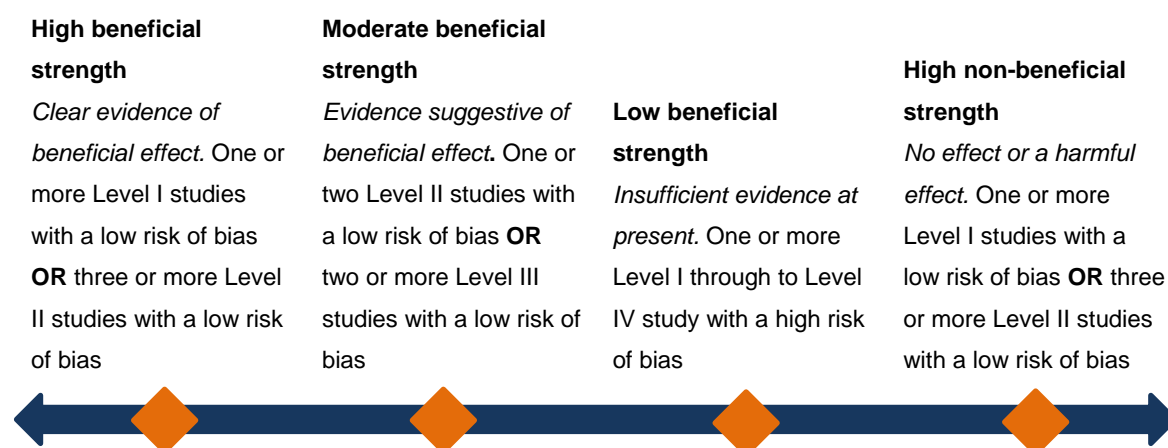 High beneficial
strength
Clear evidence of
beneficial effect. One or
more Level I studies
with a low risk of bias
OR three or more Level
II studies with a low risk
of bias
Moderate beneficial
strength
Evidence suggestive of
beneficial effect. One or
two Level II studies with
a low risk of bias OR
two or more Level III
studies with a low risk of
bias
Low beneficial
strength
Insufficient evidence at
present. One or more
Level I through to Level
IV study with a high risk
of bias
High non-beneficial
strength
No effect or a harmful
effect. One or more
Level I studies with a
low risk of bias OR three
or more Level II studies
with a low risk of bias